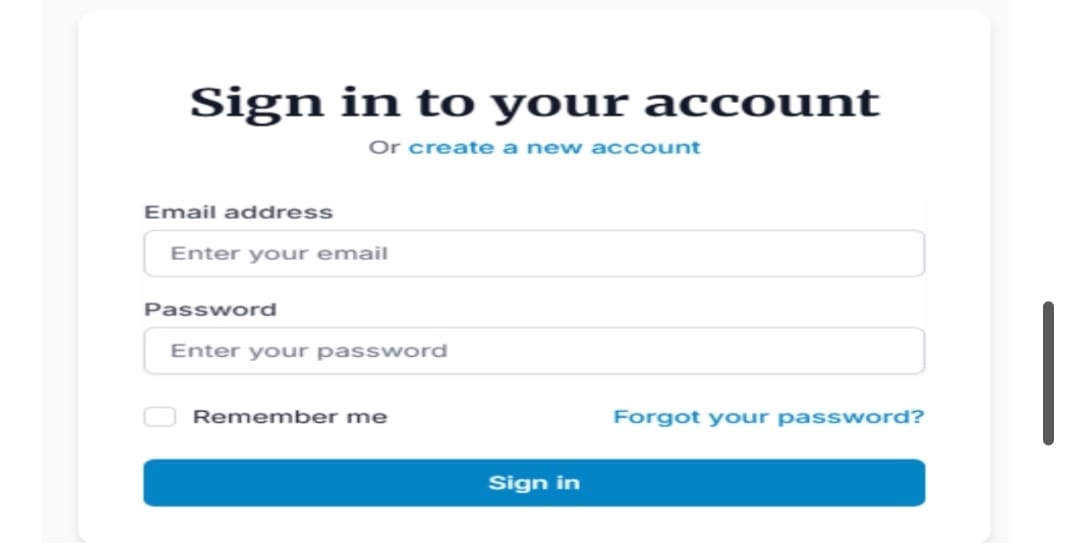 Sign in to your account
Or create a new account
Email address
Enter your email
Password
Enter your password
Remember me Forgot your password?
Sign in